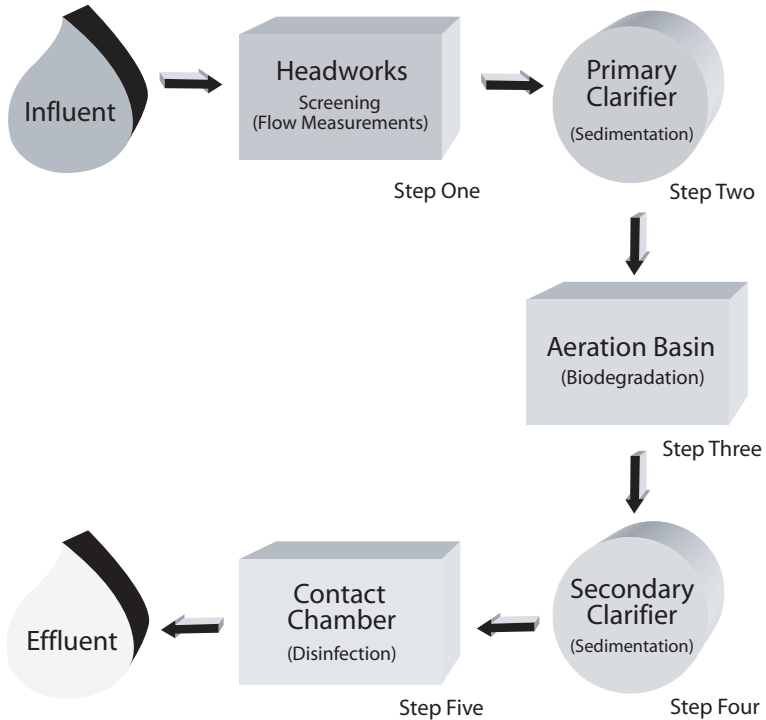 Influent
Headworks
Screening
(Flow Measurements)
Step One
Primary
Clarifier
(Sedimentation)
Step Two
Aeration Basin
(Biodegradation)
Step Three
Secondary
Clarifier
(Sedimentation)
Step Four
Contact
Chamber
(Disinfection)
Step Five
Effluent